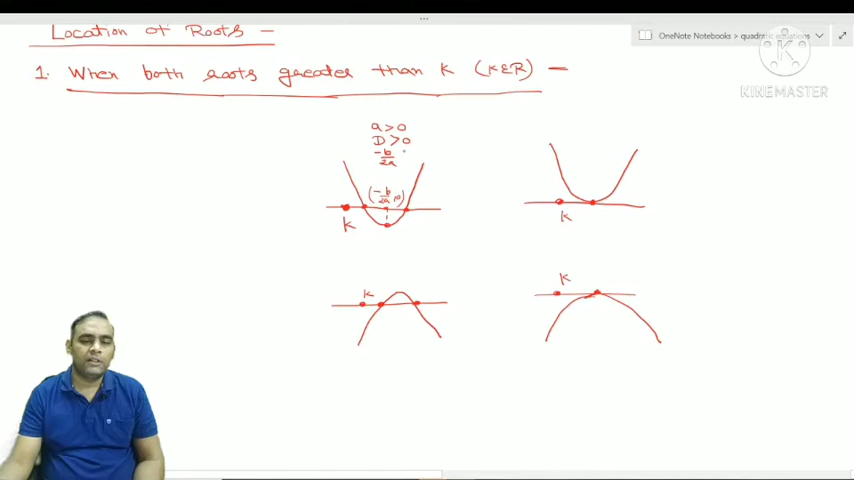 Location of Roots –
OneNote Notebooks > quadratic equations
K
KINEMASTER
1. When both roots greater than K (K∈R) –
a>0
D>0
-b/2a
(-b/2a, 0)
K
K
K
K